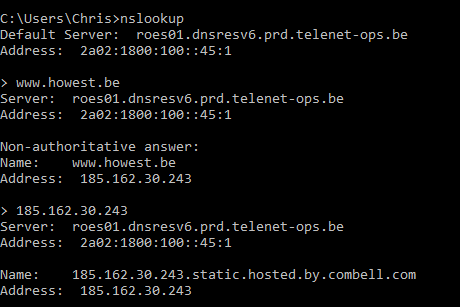 C:\Users\Chris>nslookup
Default Server:  roes01.dnsresv6.prd.telenet-ops.be
Address:  2a02:1800:100::45:1
> www.howest.be
Server:  roes01.dnsresv6.prd.telenet-ops.be
Address:  2a02:1800:100::45:1
Non-authoritative answer:
Name:    www.howest.be
Address:  185.162.30.243
> 185.162.30.243
Server:  roes01.dnsresv6.prd.telenet-ops.be
Address:  2a02:1800:100::45:1
Name:    185.162.30.243.static.hosted.by.combell.com
Address:  185.162.30.243